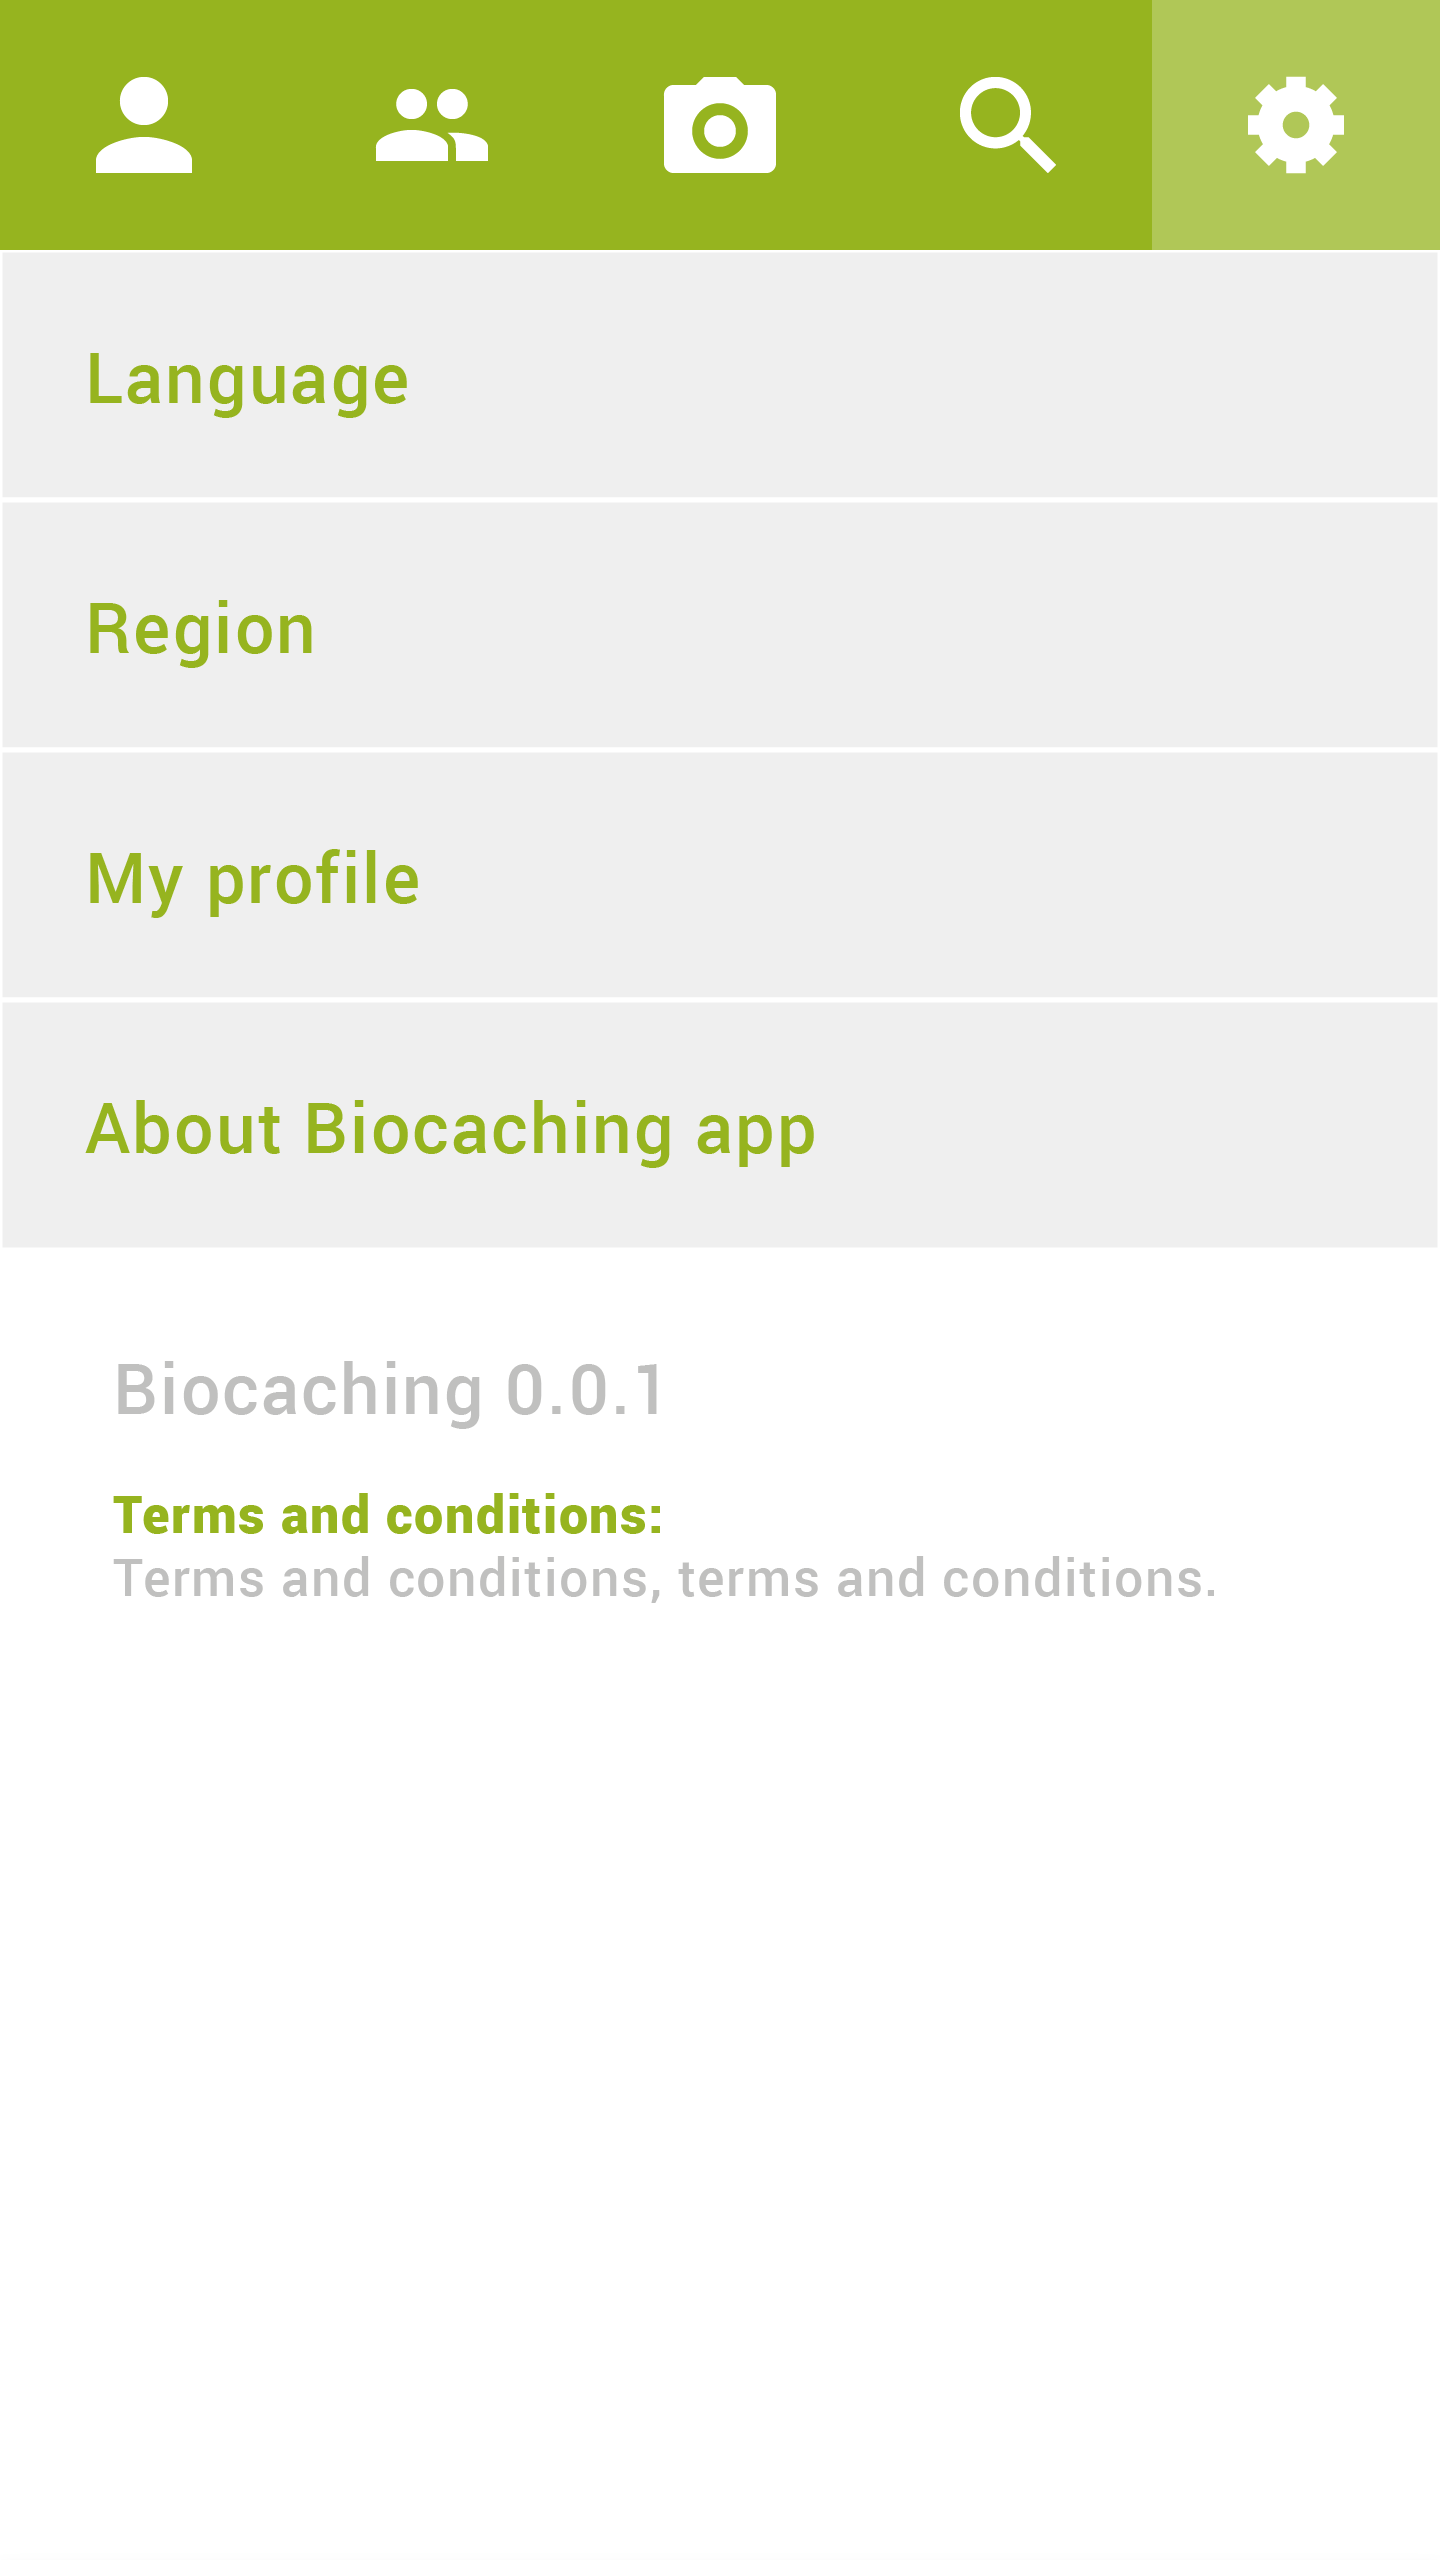 Language
Region
My profile
About Biocaching app
Biocaching 0.0.1
Terms and conditions:
Terms and conditions, terms and conditions.